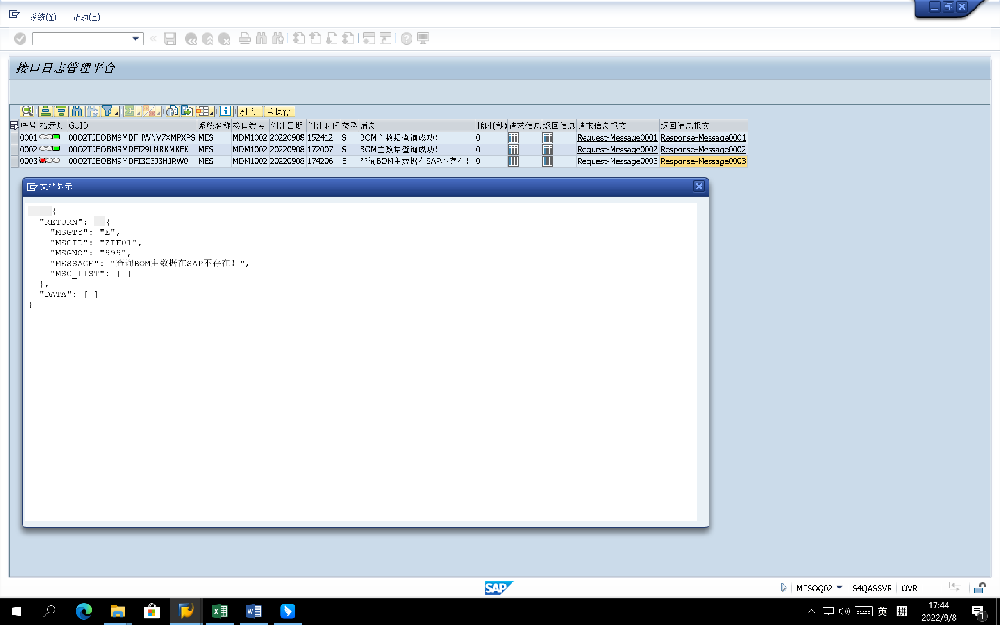 系统(Y) 帮助(H)
接口日志管理平台
刷 新 重执行
序号 指示灯 GUID 系统名称 接口编号 创建日期 创建时间 类型 消息 耗时(秒) 请求信息 返回信息 请求信息报文 返回消息报文
0001 00O2TJEOBM9MDFHWNV7XMPXPS MES MDM1002 20220908 152412 S BOM主数据查询成功! 0 Request-Message0001 Response-Message0001
0002 00O2TJEOBM9MDFI29LNRKMKFK MES MDM1002 20220908 172007 S BOM主数据查询成功! 0 Request-Message0002 Response-Message0002
0003 00O2TJEOBM9MDFI3C3J3HJRW0 MES MDM1002 20220908 174206 E 查询BOM主数据在SAP不存在! 0 Request-Message0003 Response-Message0003
文档显示
+ - {
"RETURN": - {
"MSGTY": "E",
"MSGID": "ZIF01",
"MSGNO": "999",
"MESSAGE": "查询BOM主数据在SAP不存在! ",
"MSG_LIST": [ ]
},
"DATA": [ ]
}
SAP
MESOQ02 S4QASSVR OVR
英 拼 17:44
2022/9/8
1